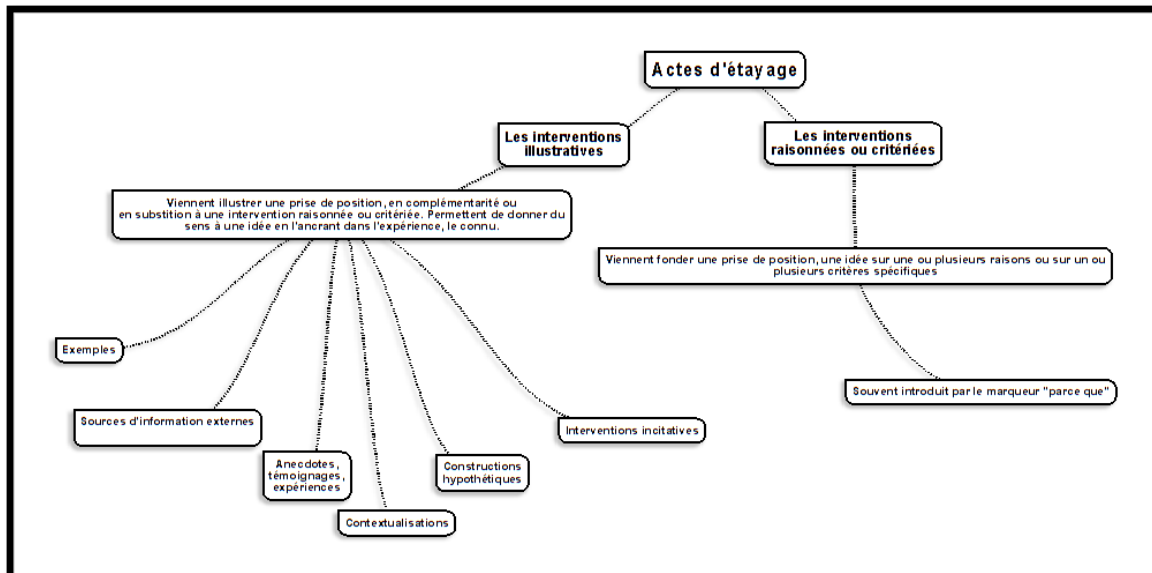 Actes d'étayage
Les interventions
illustratives
Les interventions
raisonnées ou critériées
Viennent illustrer une prise de position, en complémentarité ou
en substition à une intervention raisonnée ou critériée. Permettent de donner du
sens à une idée en l'ancrant dans l'expérience, le connu.
Viennent fonder une prise de position, une idée sur une ou plusieurs raisons ou sur un ou
plusieurs critères spécifiques
Exemples
Souvent introduit par le marqueur "parce que"
Sources d'information externes
Interventions incitatives
Anecdotes,
témoignages,
expériences
Constructions
hypothétiques
Contextualisations